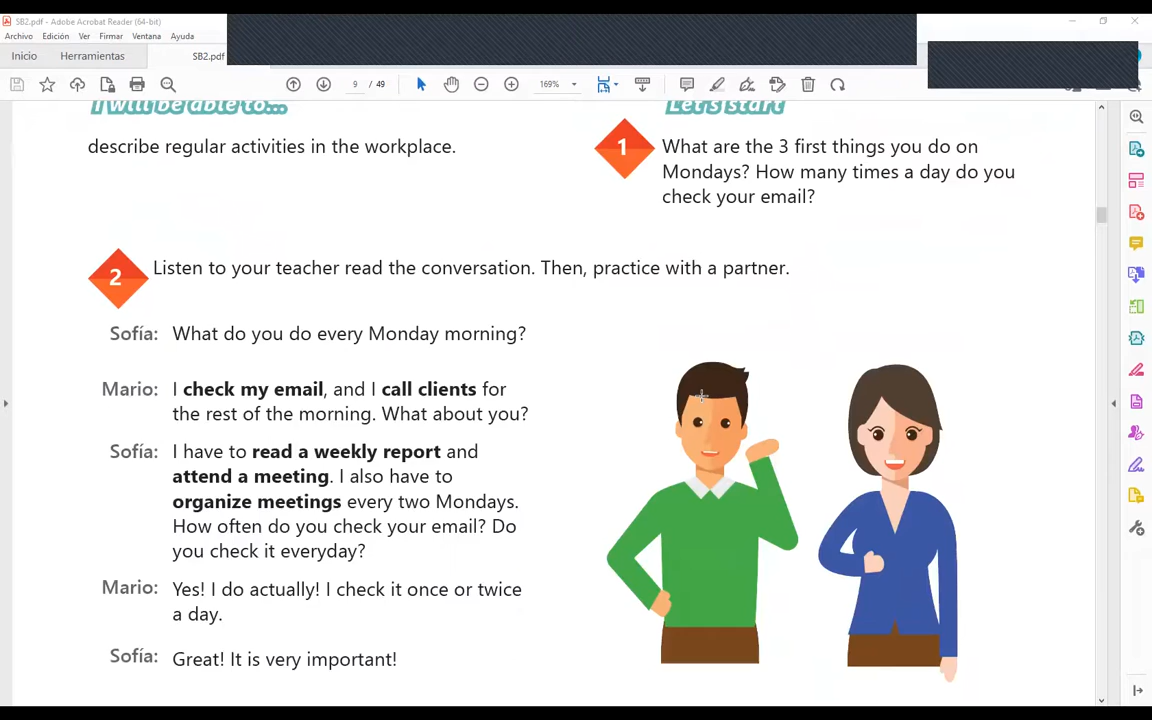 SB2.pdf - Adobe Acrobat Reader (64-bit)
Archivo Edición Ver Firmar Ventana Ayuda
Inicio Herramientas SB2.pdf
9 / 49 169%
I will be able to...
Let's start
describe regular activities in the workplace.
1 What are the 3 first things you do on
Mondays? How many times a day do you
check your email?
2 Listen to your teacher read the conversation. Then, practice with a partner.
Sofía: What do you do every Monday morning?
Mario: I check my email, and I call clients for
the rest of the morning. What about you?
Sofía: I have to read a weekly report and
attend a meeting. I also have to
organize meetings every two Mondays.
How often do you check your email? Do
you check it everyday?
Mario: Yes! I do actually! I check it once or twice
a day.
Sofía: Great! It is very important!